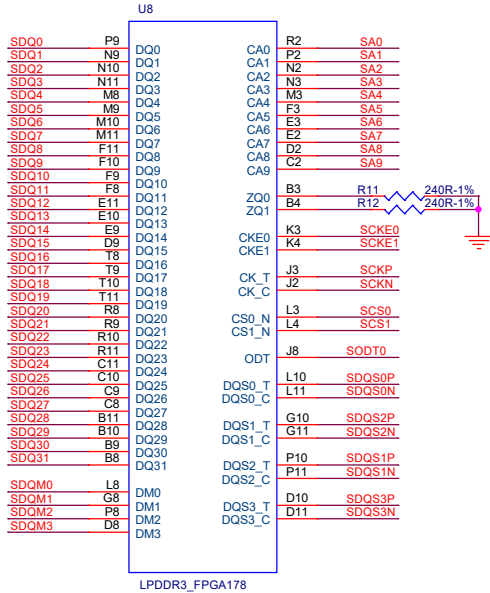 U8
SDQ0 P9 DQ0 CA0 R2 SA0
SDQ1 N9 DQ1 CA1 P2 SA1
SDQ2 N10 DQ2 CA2 N2 SA2
SDQ3 N11 DQ3 CA3 N3 SA3
SDQ4 M8 DQ4 CA4 M3 SA4
SDQ5 M9 DQ5 CA5 F3 SA5
SDQ6 M10 DQ6 CA6 E3 SA6
SDQ7 M11 DQ7 CA7 E2 SA7
SDQ8 F11 DQ8 CA8 D2 SA8
SDQ9 F10 DQ9 CA9 C2 SA9
SDQ10 F9 DQ10
SDQ11 F8 DQ11 ZQ0 B3 R11 240R-1%
SDQ12 E11 DQ12 ZQ1 B4 R12 240R-1%
SDQ13 E10 DQ13
SDQ14 E9 DQ14 CKE0 K3 SCKE0
SDQ15 D9 DQ15 CKE1 K4 SCKE1
SDQ16 T8 DQ16
SDQ17 T9 DQ17 CK_T J3 SCKP
SDQ18 T10 DQ18 CK_C J2 SCKN
SDQ19 T11 DQ19
SDQ20 R8 DQ20 CS0_N L3 SCS0
SDQ21 R9 DQ21 CS1_N L4 SCS1
SDQ22 R10 DQ22
SDQ23 R11 DQ23 ODT J8 SODT0
SDQ24 C11 DQ24
SDQ25 C10 DQ25 DQS0_T L10 SDQS0P
SDQ26 C9 DQ26 DQS0_C L11 SDQS0N
SDQ27 C8 DQ27
SDQ28 B11 DQ28 DQS1_T G10 SDQS2P
SDQ29 B10 DQ29 DQS1_C G11 SDQS2N
SDQ30 B9 DQ30
SDQ31 B8 DQ31 DQS2_T P10 SDQS1P
DQS2_C P11 SDQS1N
SDQM0 L8 DM0
SDQM1 G8 DM1 DQS3_T D10 SDQS3P
SDQM2 P8 DM2 DQS3_C D11 SDQS3N
SDQM3 D8 DM3
LPDDR3_FPGA178